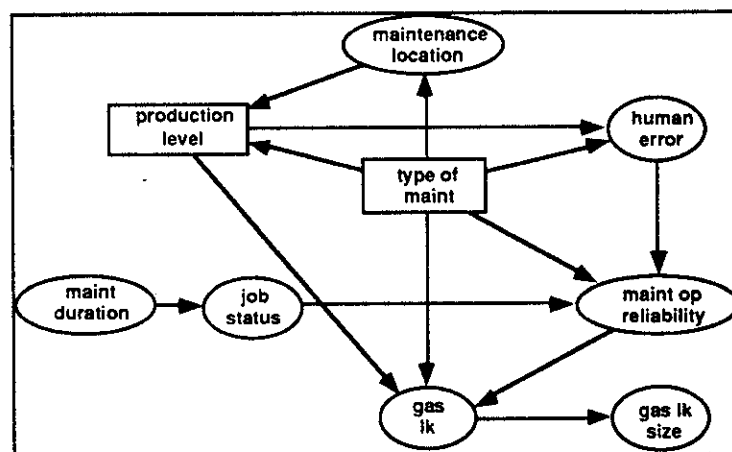 maintenance
location
production
level
human
error
type of
maint
maint
duration
job
status
maint op
reliability
gas
lk
gas lk
size